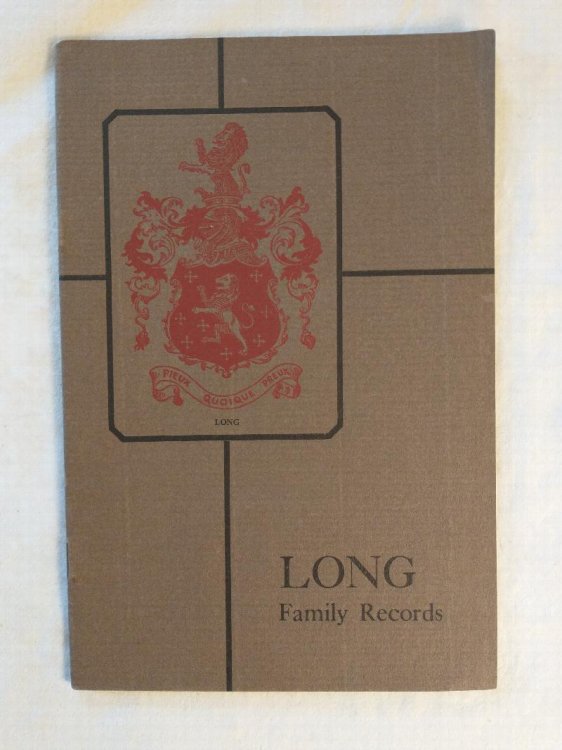 PIEUX QUOIQUE PREUX
LONG
LONG
Family Records